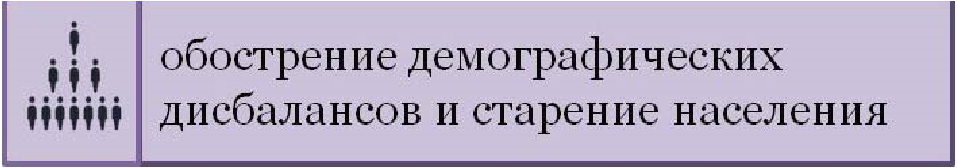 обострение демографических
дисбалансов и старение населения